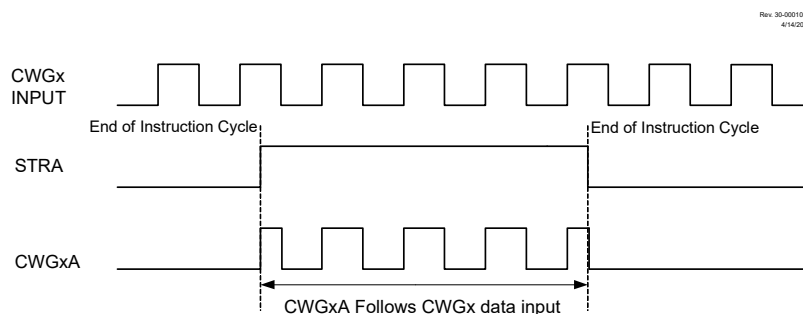 Rev. 30-00010
4/14/20
CWGx
INPUT
End of Instruction Cycle
End of Instruction Cycle
STRA
CWGxA
CWGxA Follows CWGx data input